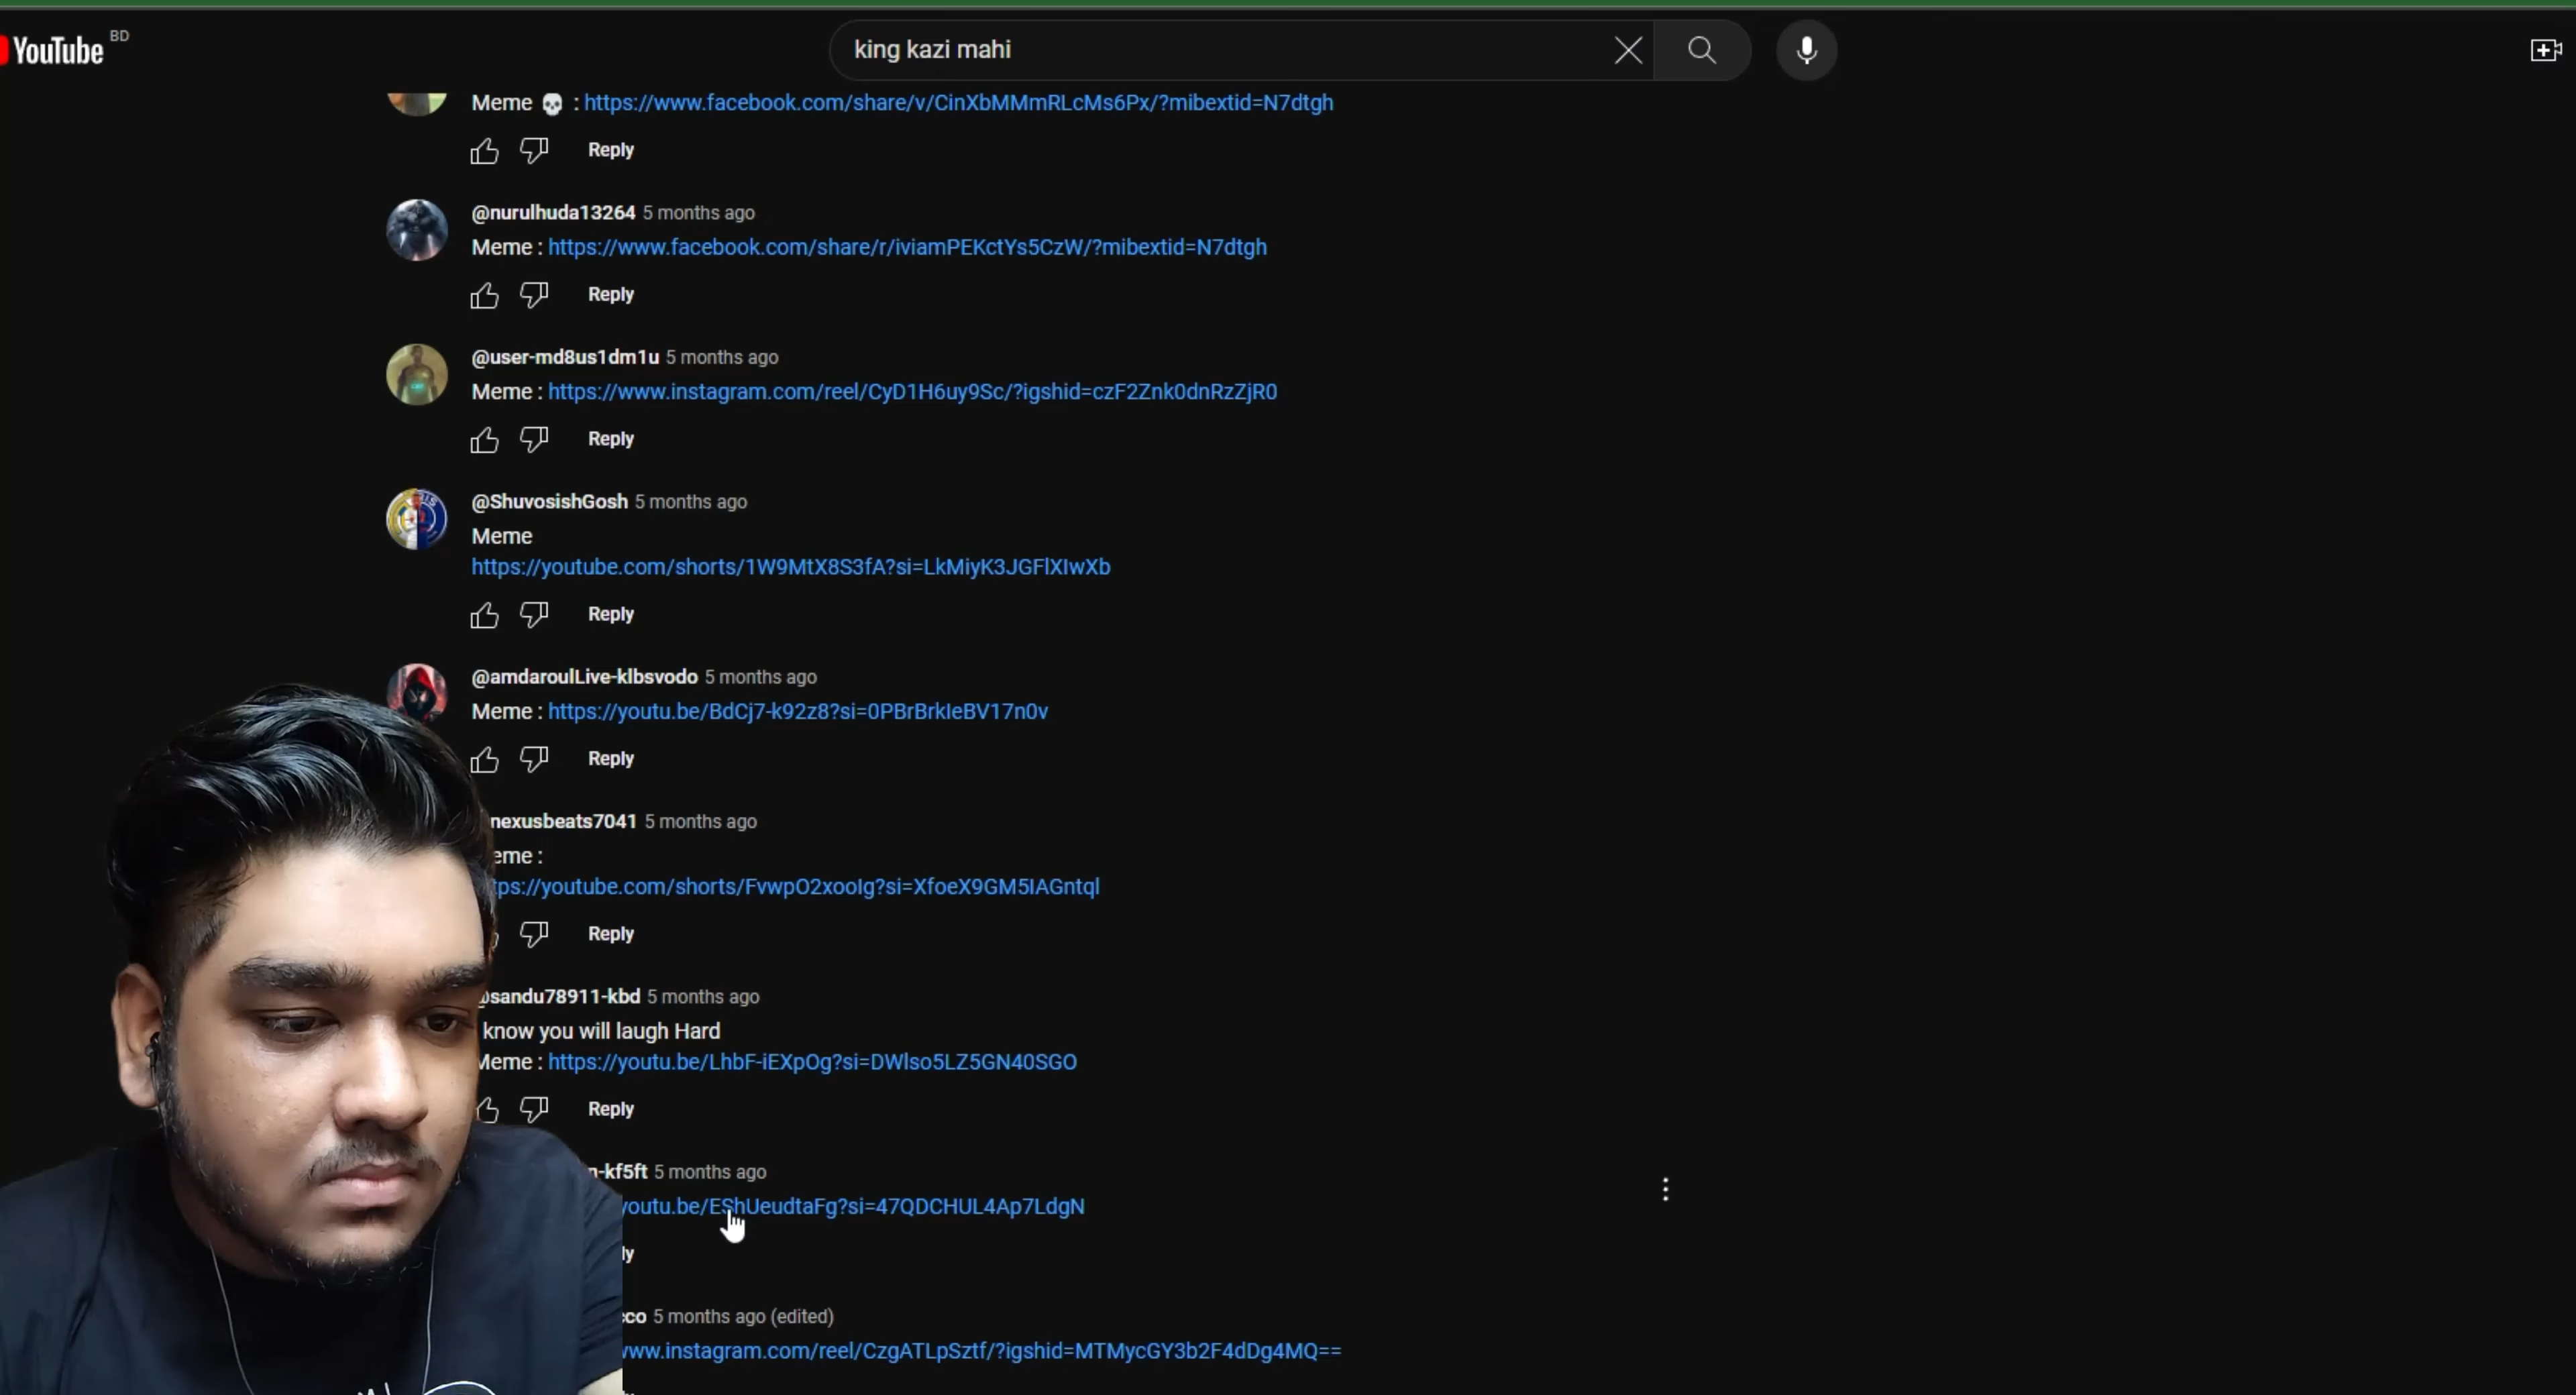 YouTube BD
king kazi mahi
Meme 💀 : https://www.facebook.com/share/v/CinXbMMmRLcMs6Px/?mibextid=N7dtgh
Reply
@nurulhuda13264 5 months ago
Meme : https://www.facebook.com/share/r/iviamPEKctYs5CzW/?mibextid=N7dtgh
Reply
@user-md8us1dm1u 5 months ago
Meme : https://www.instagram.com/reel/CyD1H6uy9Sc/?igshid=czF2Znk0dnRzZjR0
Reply
@ShuvosishGosh 5 months ago
Meme
https://youtube.com/shorts/1W9MtX8S3fA?si=LkMiyK3JGFlXIwXb
Reply
@amdaroulLive-klbsvodo 5 months ago
Meme : https://youtu.be/BdCj7-k92z8?si=0PBrBrkIeBV17n0v
Reply
nexusbeats7041 5 months ago
eme :
tps://youtube.com/shorts/FvwpO2xooIg?si=XfoeX9GM5IAGntql
Reply
@sandu78911-kbd 5 months ago
know you will laugh Hard
Meme : https://youtu.be/LhbF-iEXpOg?si=DWlso5LZ5GN40SGO
Reply
n-kf5ft 5 months ago
youtu.be/EShUeudtaFg?si=47QDCHUL4Ap7LdgN
ly
cco 5 months ago (edited)
www.instagram.com/reel/CzgATLpSztf/?igshid=MTMycGY3b2F4dDg4MQ==